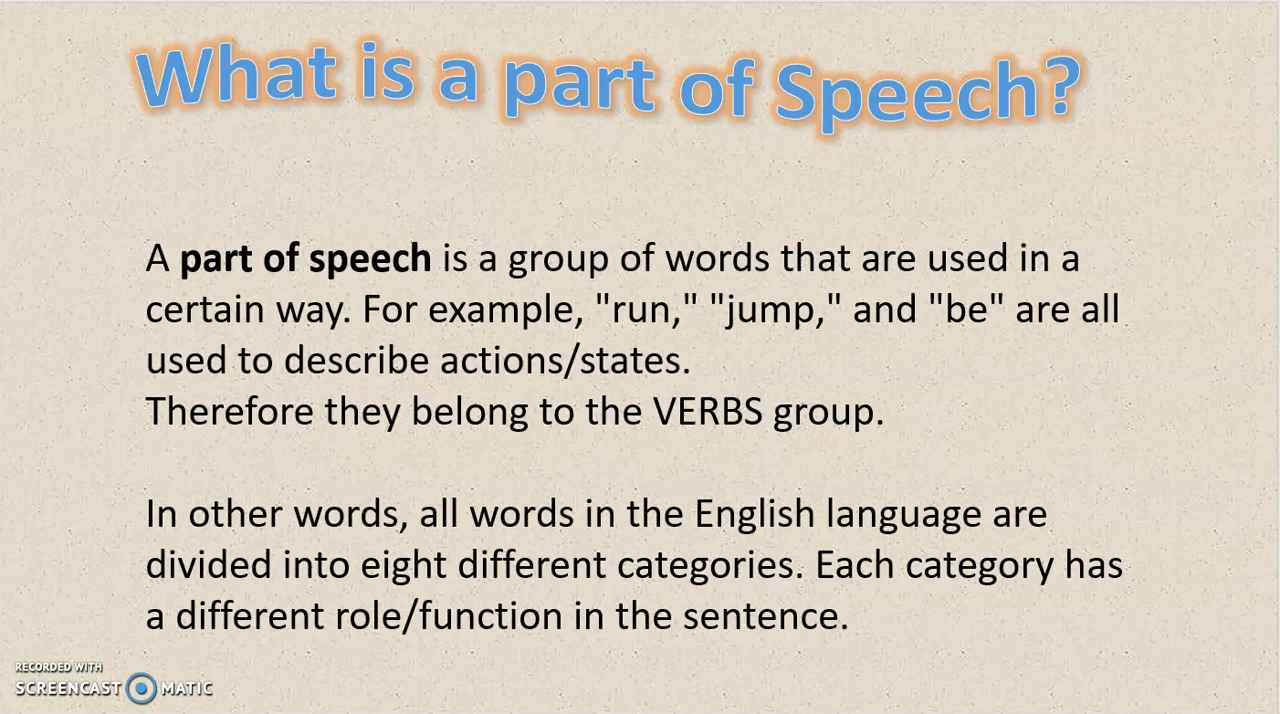 What is a part of Speech?
A part of speech is a group of words that are used in a
certain way. For example, "run," "jump," and "be" are all
used to describe actions/states.
Therefore they belong to the VERBS group.
In other words, all words in the English language are
divided into eight different categories. Each category has
a different role/function in the sentence.
RECORDED WITH
SCREENCAST MATIC